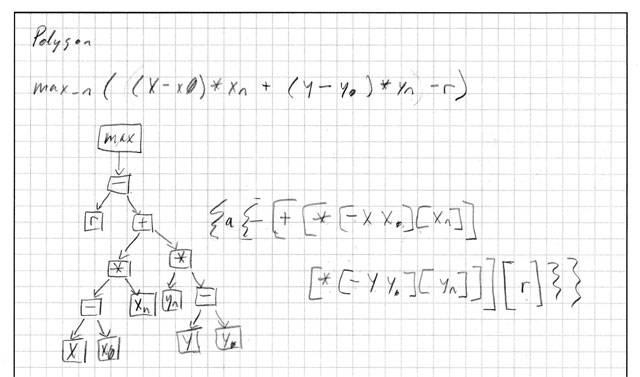 Polygon
max_n ( (X-x0)*xn + (Y-y0)*yn -r)
max
-
r +
* *
- xn yn -
X x0 Y y0
{a{- [+ [* [-X X0][Xn]]
[* [-Y Y0][Yn]]][r]}}